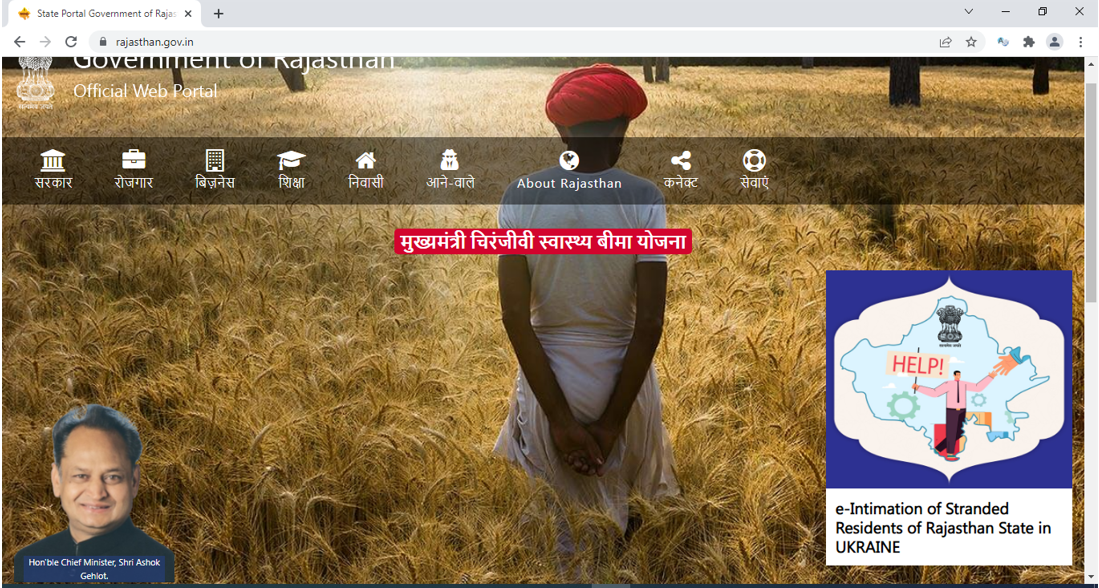 State Portal Government of Rajas
rajasthan.gov.in
Government of Rajasthan
Official Web Portal
सरकार
रोजगार
बिज़नेस
शिक्षा
निवासी
आने-वाले
About Rajasthan
कनेक्ट
सेवाएं
मुख्यमंत्री चिरंजीवी स्वास्थ्य बीमा योजना
HELP!
e-Intimation of Stranded
Residents of Rajasthan State in
UKRAINE
Hon'ble Chief Minister, Shri Ashok
Gehlot.